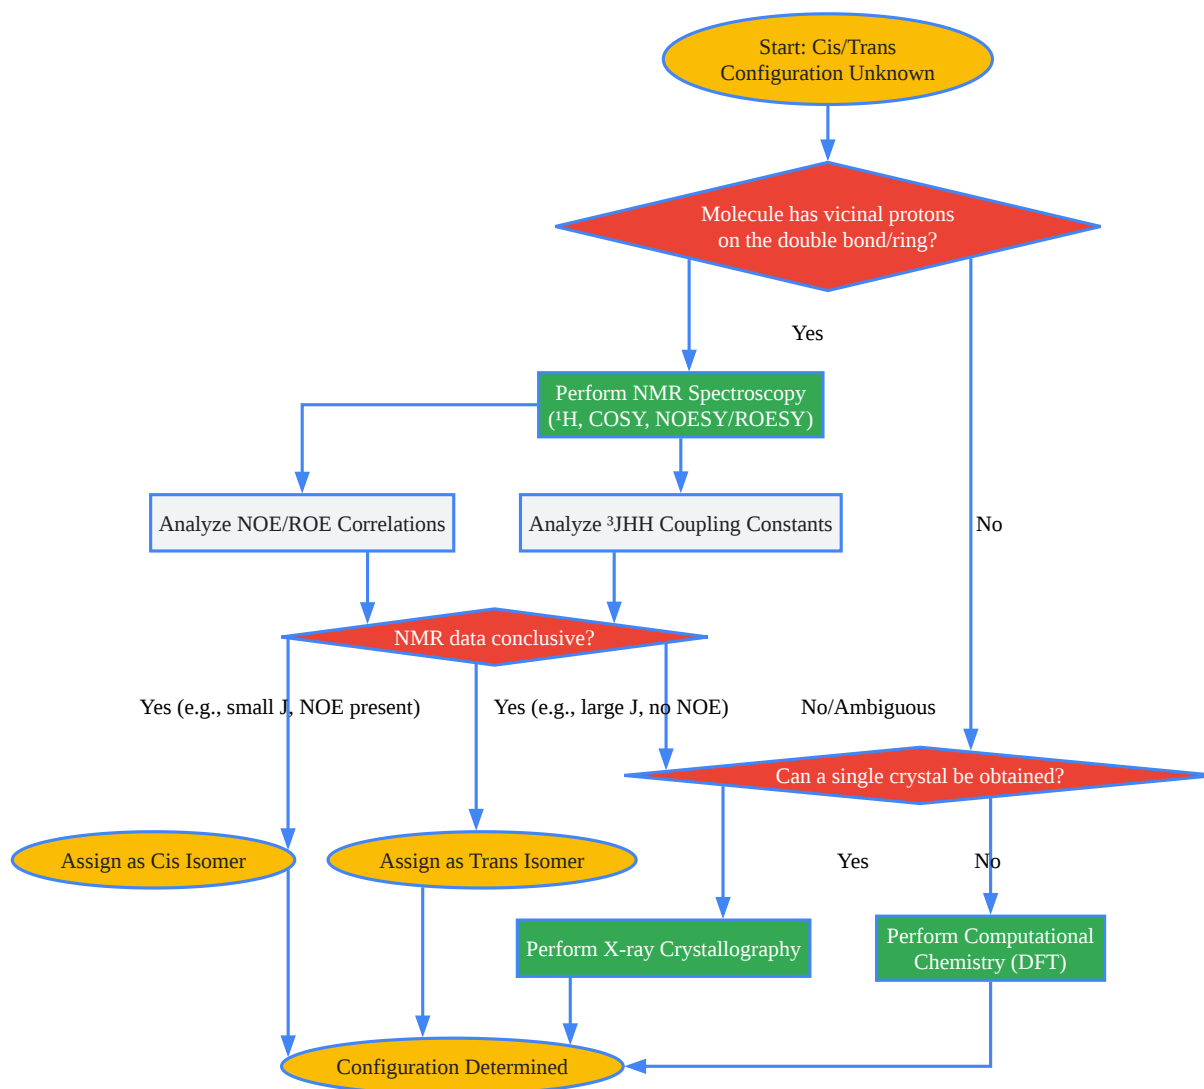 Start: Cis/Trans
Configuration Unknown
Molecule has vicinal protons
on the double bond/ring?
Yes
Perform NMR Spectroscopy
(¹H, COSY, NOESY/ROESY)
Analyze NOE/ROE Correlations
Analyze ³JHH Coupling Constants
No
NMR data conclusive?
Yes (e.g., small J, NOE present)
Yes (e.g., large J, no NOE)
No/Ambiguous
Can a single crystal be obtained?
Assign as Cis Isomer
Assign as Trans Isomer
Yes
No
Perform X-ray Crystallography
Perform Computational
Chemistry (DFT)
Configuration Determined